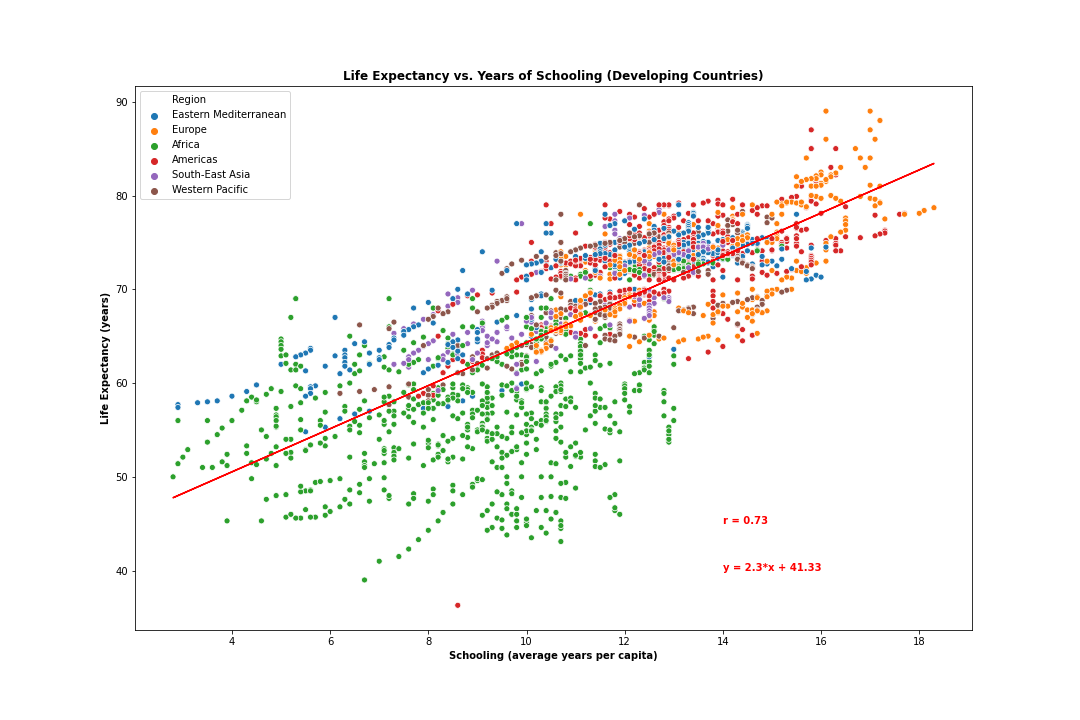 Life Expectancy vs. Years of Schooling (Developing Countries)
Region
Eastern Mediterranean
Europe
Africa
Americas
South-East Asia
Western Pacific
90
80
70
60
50
40
Life Expectancy (years)
r = 0.73
y = 2.3*x + 41.33
4 6 8 10 12 14 16 18
Schooling (average years per capita)